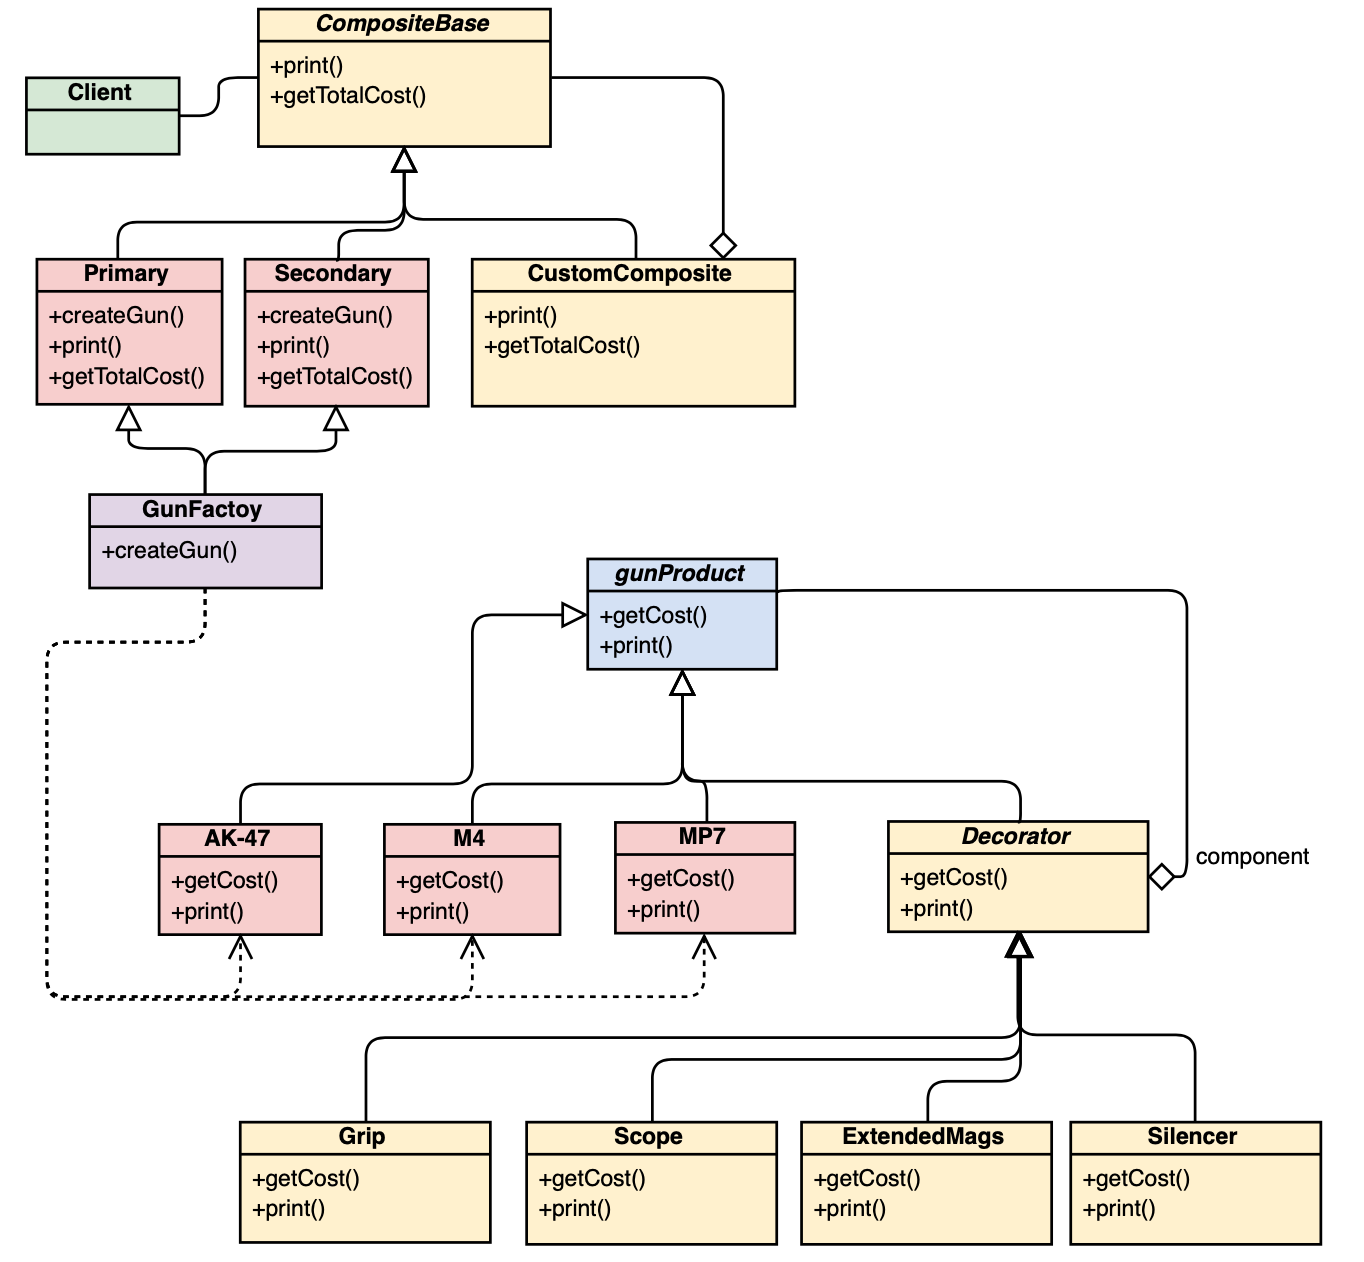 CompositeBase
+print()
+getTotalCost()
Client
Primary
+createGun()
+print()
+getTotalCost()
Secondary
+createGun()
+print()
+getTotalCost()
CustomComposite
+print()
+getTotalCost()
GunFactoy
+createGun()
gunProduct
+getCost()
+print()
AK-47
+getCost()
+print()
M4
+getCost()
+print()
MP7
+getCost()
+print()
Decorator
+getCost()
+print()
component
Grip
+getCost()
+print()
Scope
+getCost()
+print()
ExtendedMags
+getCost()
+print()
Silencer
+getCost()
+print()